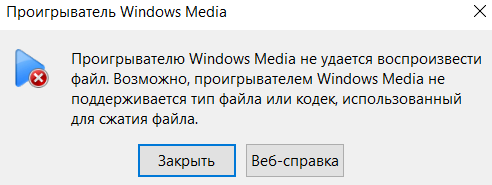 Проигрыватель Windows Media
Проигрывателю Windows Media не удается воспроизвести
файл. Возможно, проигрывателем Windows Media не
поддерживается тип файла или кодек, использованный
для сжатия файла.
Закрыть Веб-справка